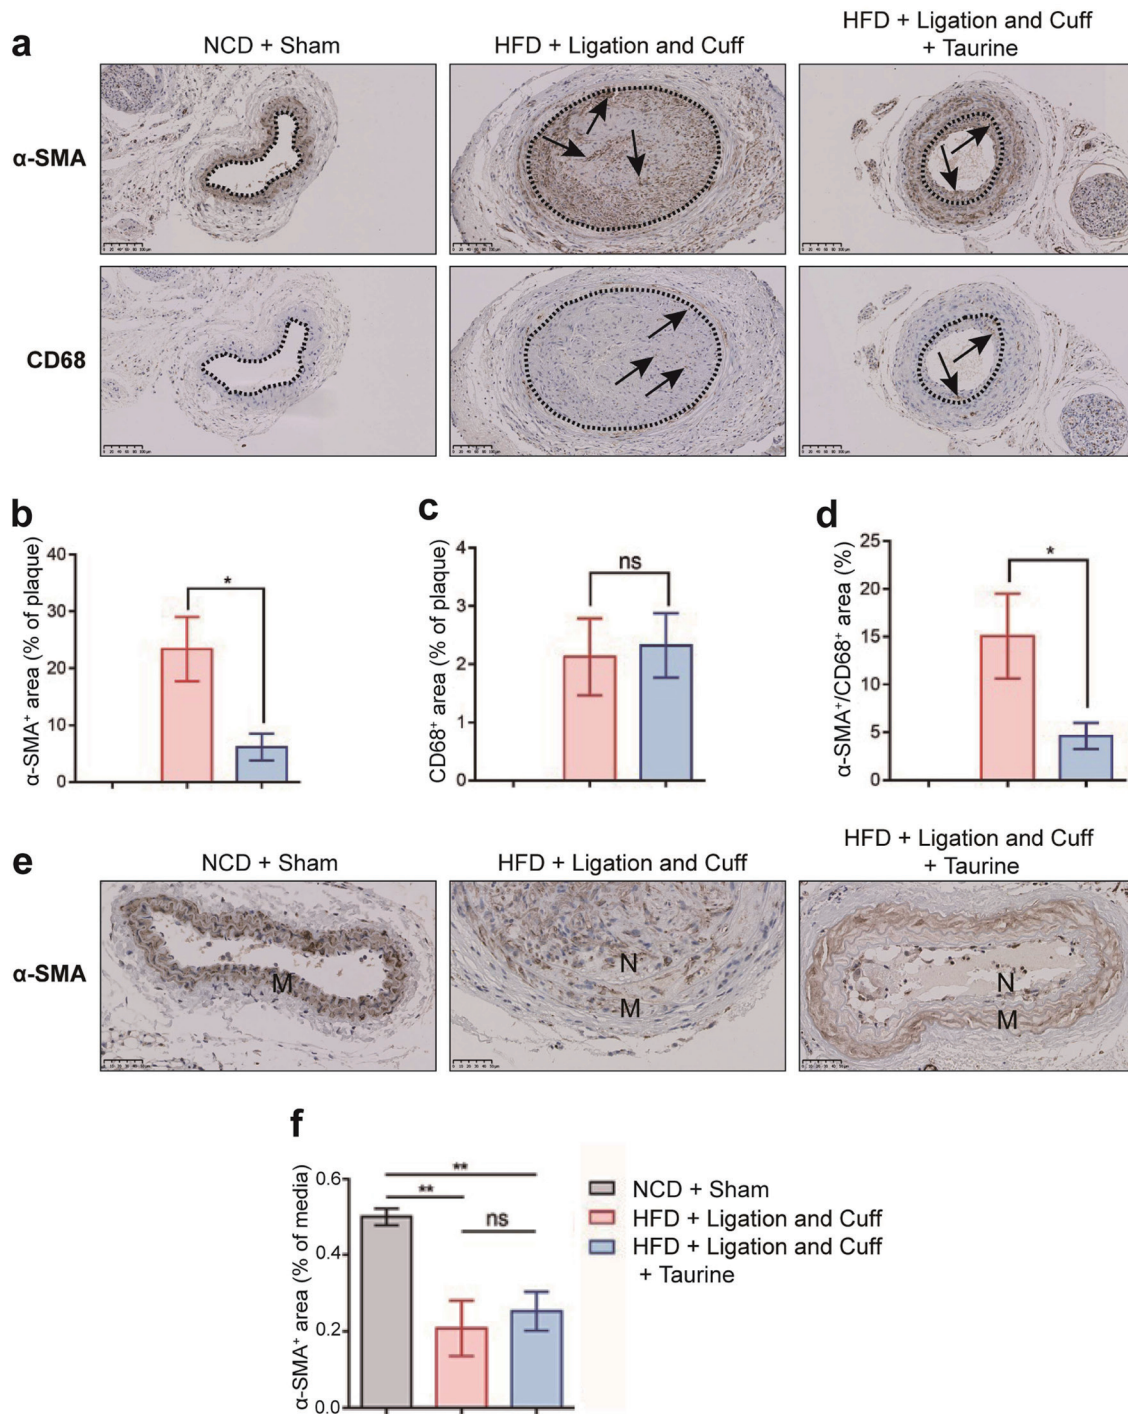 a
NCD + Sham
HFD + Ligation and Cuff
HFD + Ligation and Cuff
+ Taurine
α-SMA
CD68
b
α-SMA⁺ area (% of plaque)
40
30
20
10
0
*
c
CD68⁺ area (% of plaque)
4
3
2
1
0
ns
d
α-SMA⁺/CD68⁺ area (%)
25
20
15
10
5
0
*
e
NCD + Sham
HFD + Ligation and Cuff
HFD + Ligation and Cuff
+ Taurine
α-SMA
M
N
M
N
M
f
α-SMA⁺ area (% of media)
0.6
0.4
0.2
0.0
**
**
ns
NCD + Sham
HFD + Ligation and Cuff
HFD + Ligation and Cuff
+ Taurine